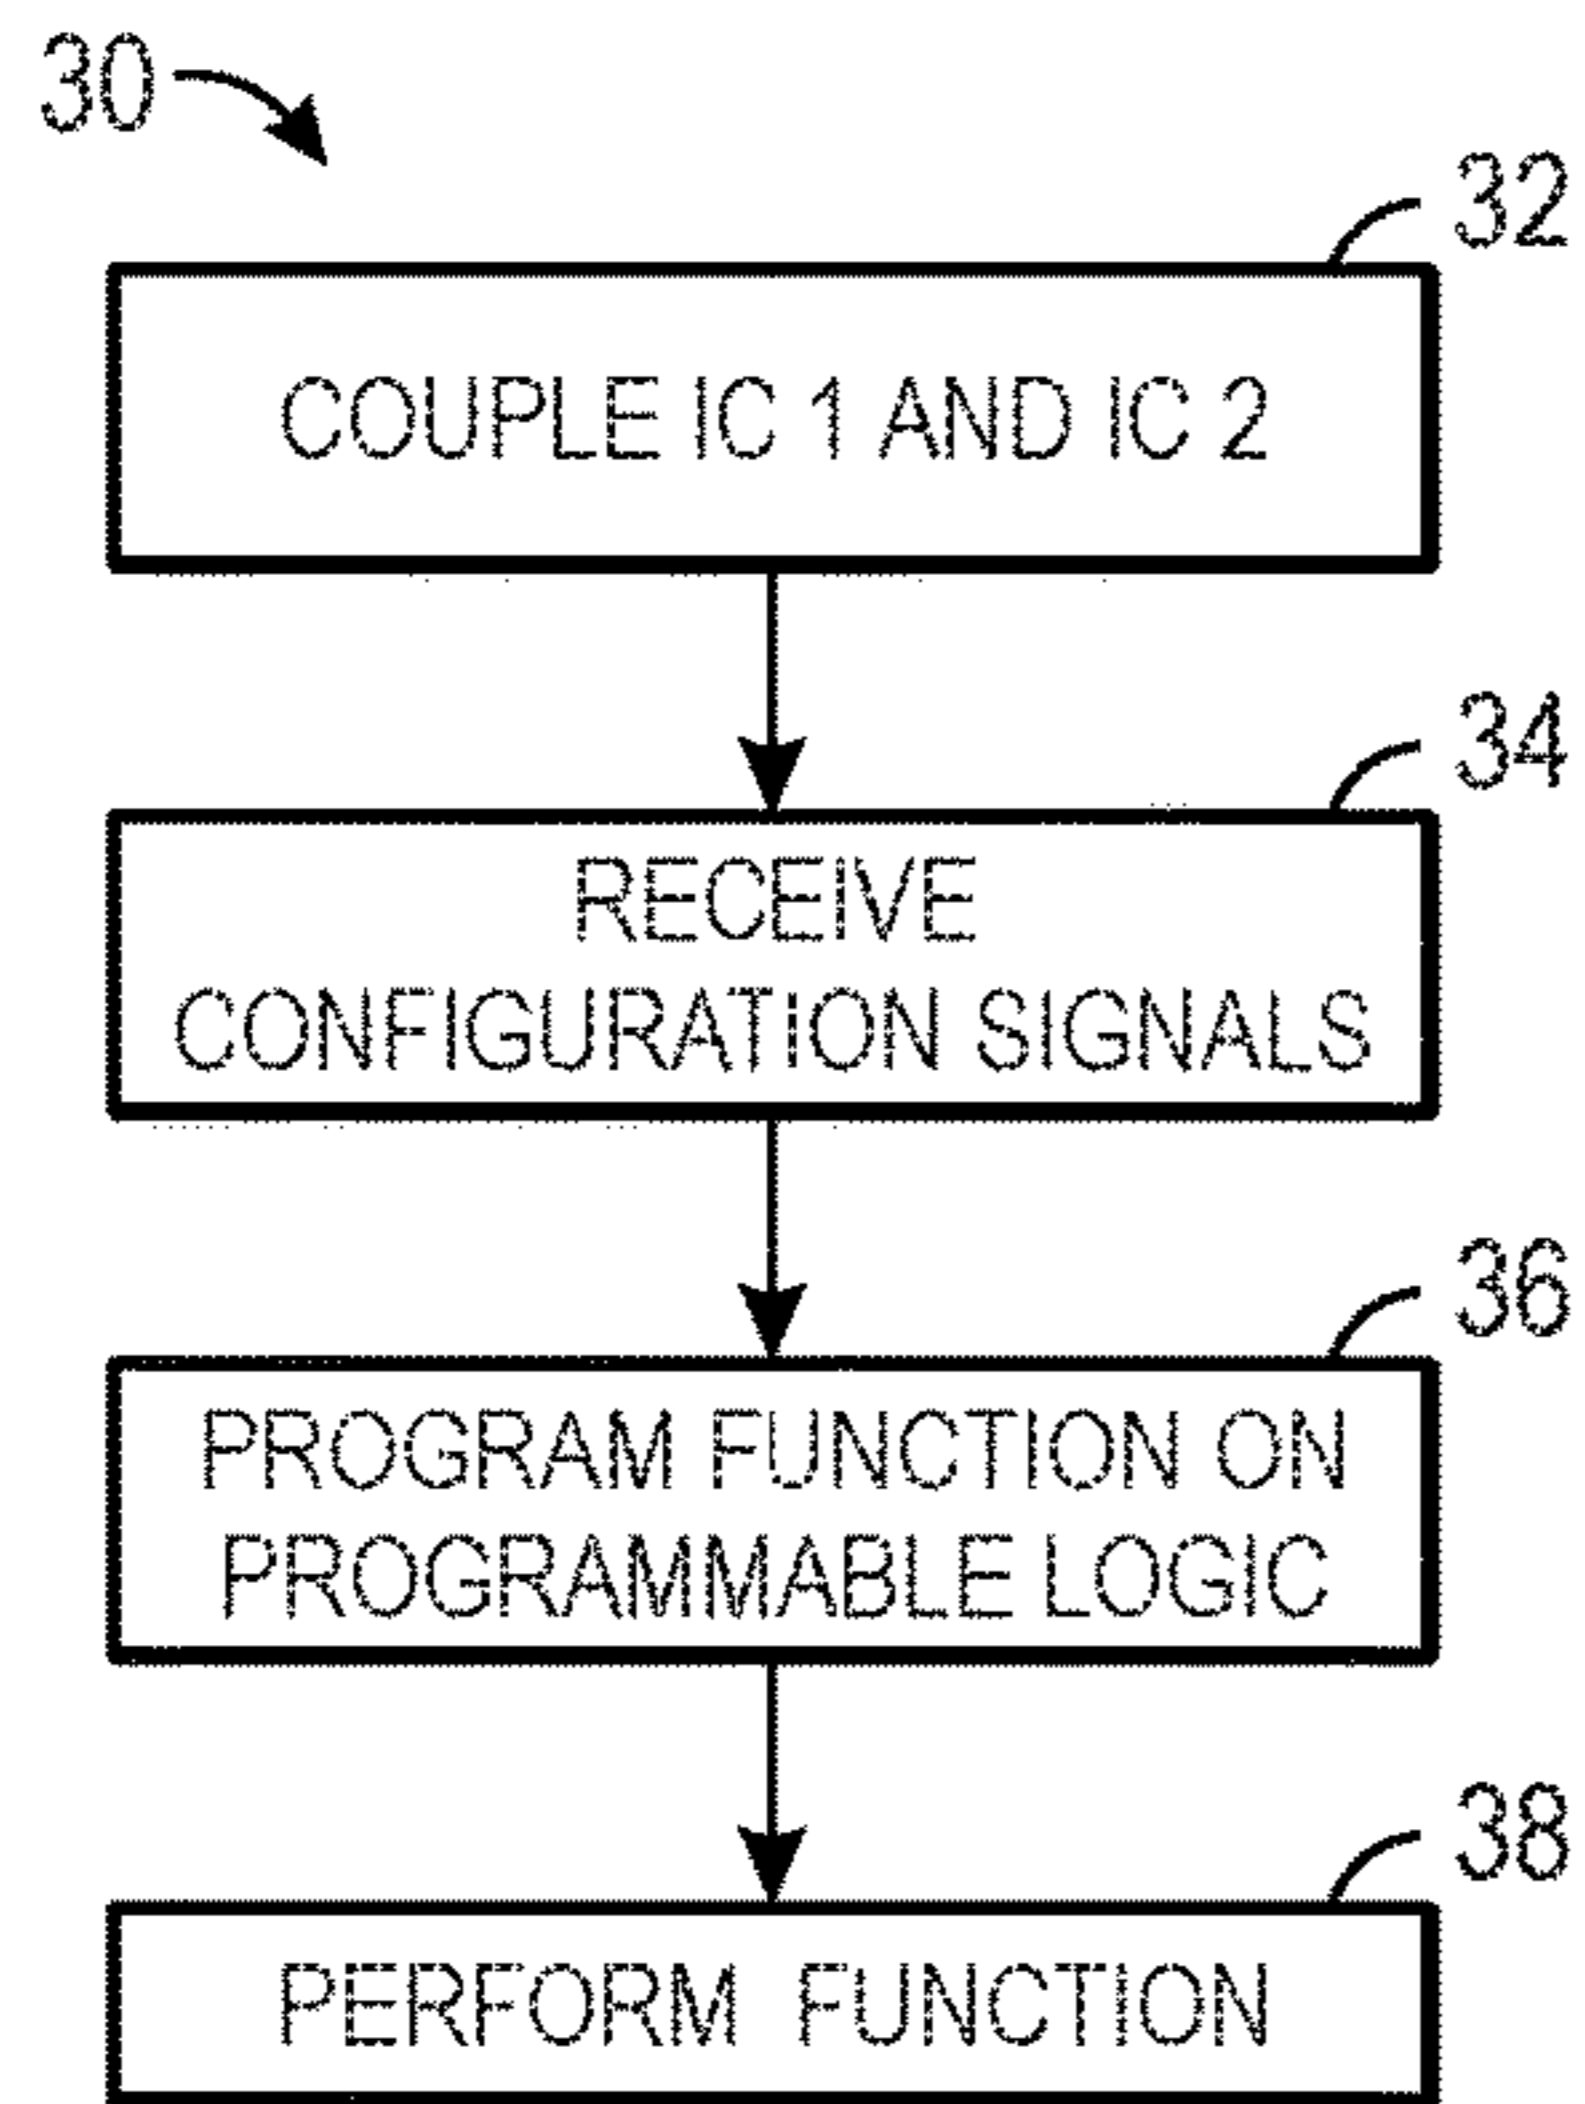 30
32
COUPLE IC 1 AND IC 2
34
RECEIVE
CONFIGURATION SIGNALS
36
PROGRAM FUNCTION ON
PROGRAMMABLE LOGIC
38
PERFORM FUNCTION